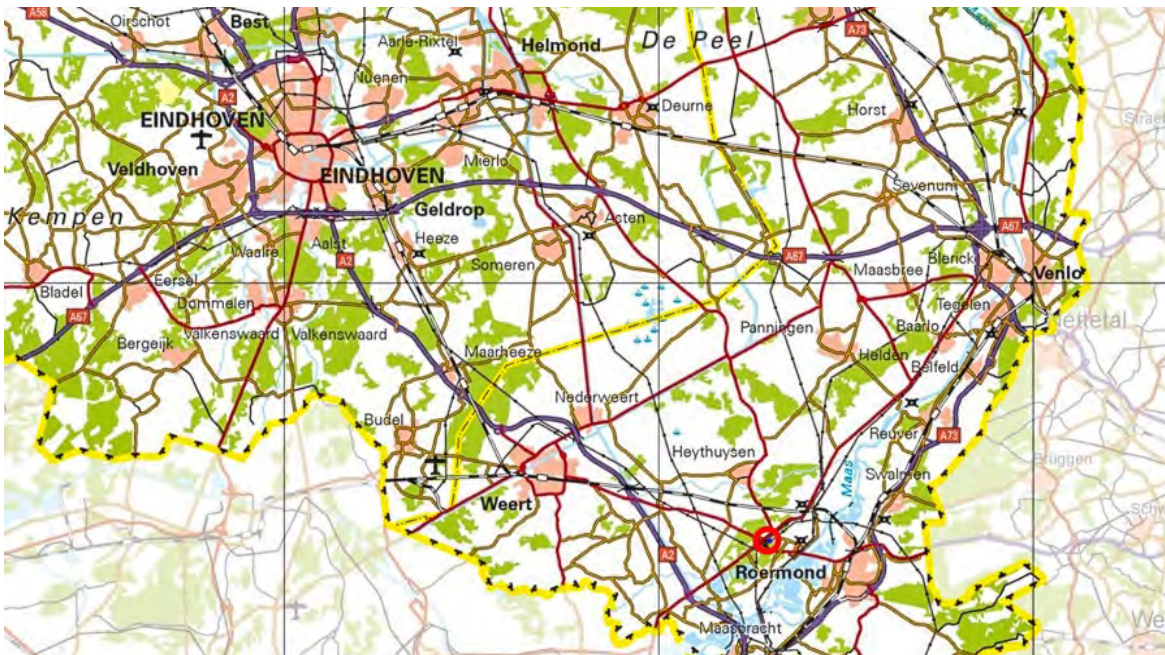 A58
Oirschot
Best
Aarle-Rixtel
Helmond
De Peel
A73
Nuenen
A2
Deurne
Horst
EINDHOVEN
Veldhoven
Mierlo
EINDHOVEN
Sevenum
Kempen
Geldrop
Asten
A67
Waalre
Aalst
Heeze
A2
Someren
A67
Maasbree
Blerick
Venlo
Bladel
Eersel
Dommelen
Tegelen
A67
Valkenswaard
Valkenswaard
Panningen
Baarlo
Bergeijk
Maarheeze
Helden
Belfeld
Nederweert
Budel
Reuver
A73
Heythuysen
Maas
Swalmen
Brüggen
Weert
A2
Roermond
Maasbracht